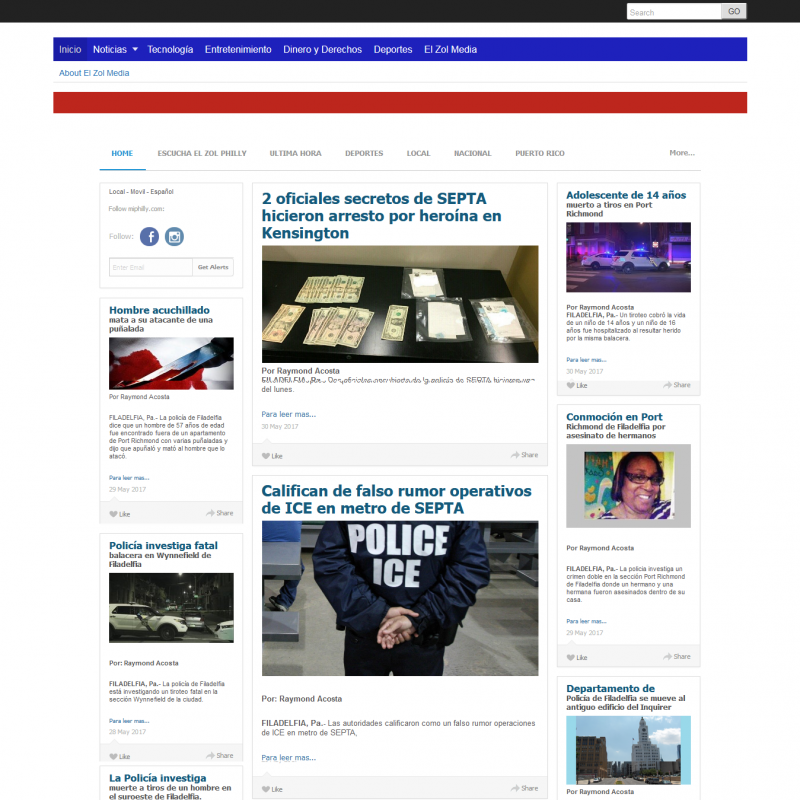 Search GO
Inicio Noticias Tecnología Entretenimiento Dinero y Derechos Deportes El Zol Media
About El Zol Media
HOME ESCUCHA EL ZOL PHILLY ULTIMA HORA DEPORTES LOCAL NACIONAL PUERTO RICO More...
Local - Movil - Español
Follow miphilly.com:
Follow:
Enter Email Get Alerts
Hombre acuchillado
mata a su atacante de una
puñalada
Por Raymond Acosta
FILADELFIA, Pa.- La policía de Filadelfia
dice que un hombre de 57 años de edad
fue encontrado fuera de un apartamento
de Port Richmond con varias puñaladas y
dijo que apuñaló y mató al hombre que lo
atacó.
Para leer mas...
29 May 2017
Like Share
Policía investiga fatal
balacera en Wynnefield de
Filadelfia
Por: Raymond Acosta
FILADELFIA, Pa.- La policía de Filadelfia
está investigando un tiroteo fatal en la
sección Wynnefield de la ciudad.
Para leer mas...
28 May 2017
Like Share
La Policía investiga
muerte a tiros de un hombre en
el suroeste de Filadelfia.
2 oficiales secretos de SEPTA
hicieron arresto por heroína en
Kensington
Por Raymond Acosta
del lunes.
Para leer mas...
30 May 2017
Like Share
Califican de falso rumor operativos
de ICE en metro de SEPTA
POLICE
ICE
Por: Raymond Acosta
FILADELFIA, Pa.- Las autoridades calificaron como un falso rumor operaciones
de ICE en metro de SEPTA,
Para leer mas...
Like Share
Adolescente de 14 años
muerto a tiros en Port
Richmond
Por Raymond Acosta
FILADELFIA, Pa.- Un tiroteo cobró la vida
de un niño de 14 años y un niño de 16
años fue hospitalizado al resultar herido
por la misma balacera.
Para leer mas...
30 May 2017
Like Share
Conmoción en Port
Richmond de Filadelfia por
asesinato de hermanos
Por Raymond Acosta
FILADELFIA, Pa.- La policía investiga un
crimen doble en la sección Port Richmond
de Filadelfia donde un hermano y una
hermana fueron asesinados dentro de su
casa.
Para leer mas...
29 May 2017
Like Share
Departamento de
Policía de Filadelfia se mueve al
antiguo edificio del Inquirer
Por Raymond Acosta